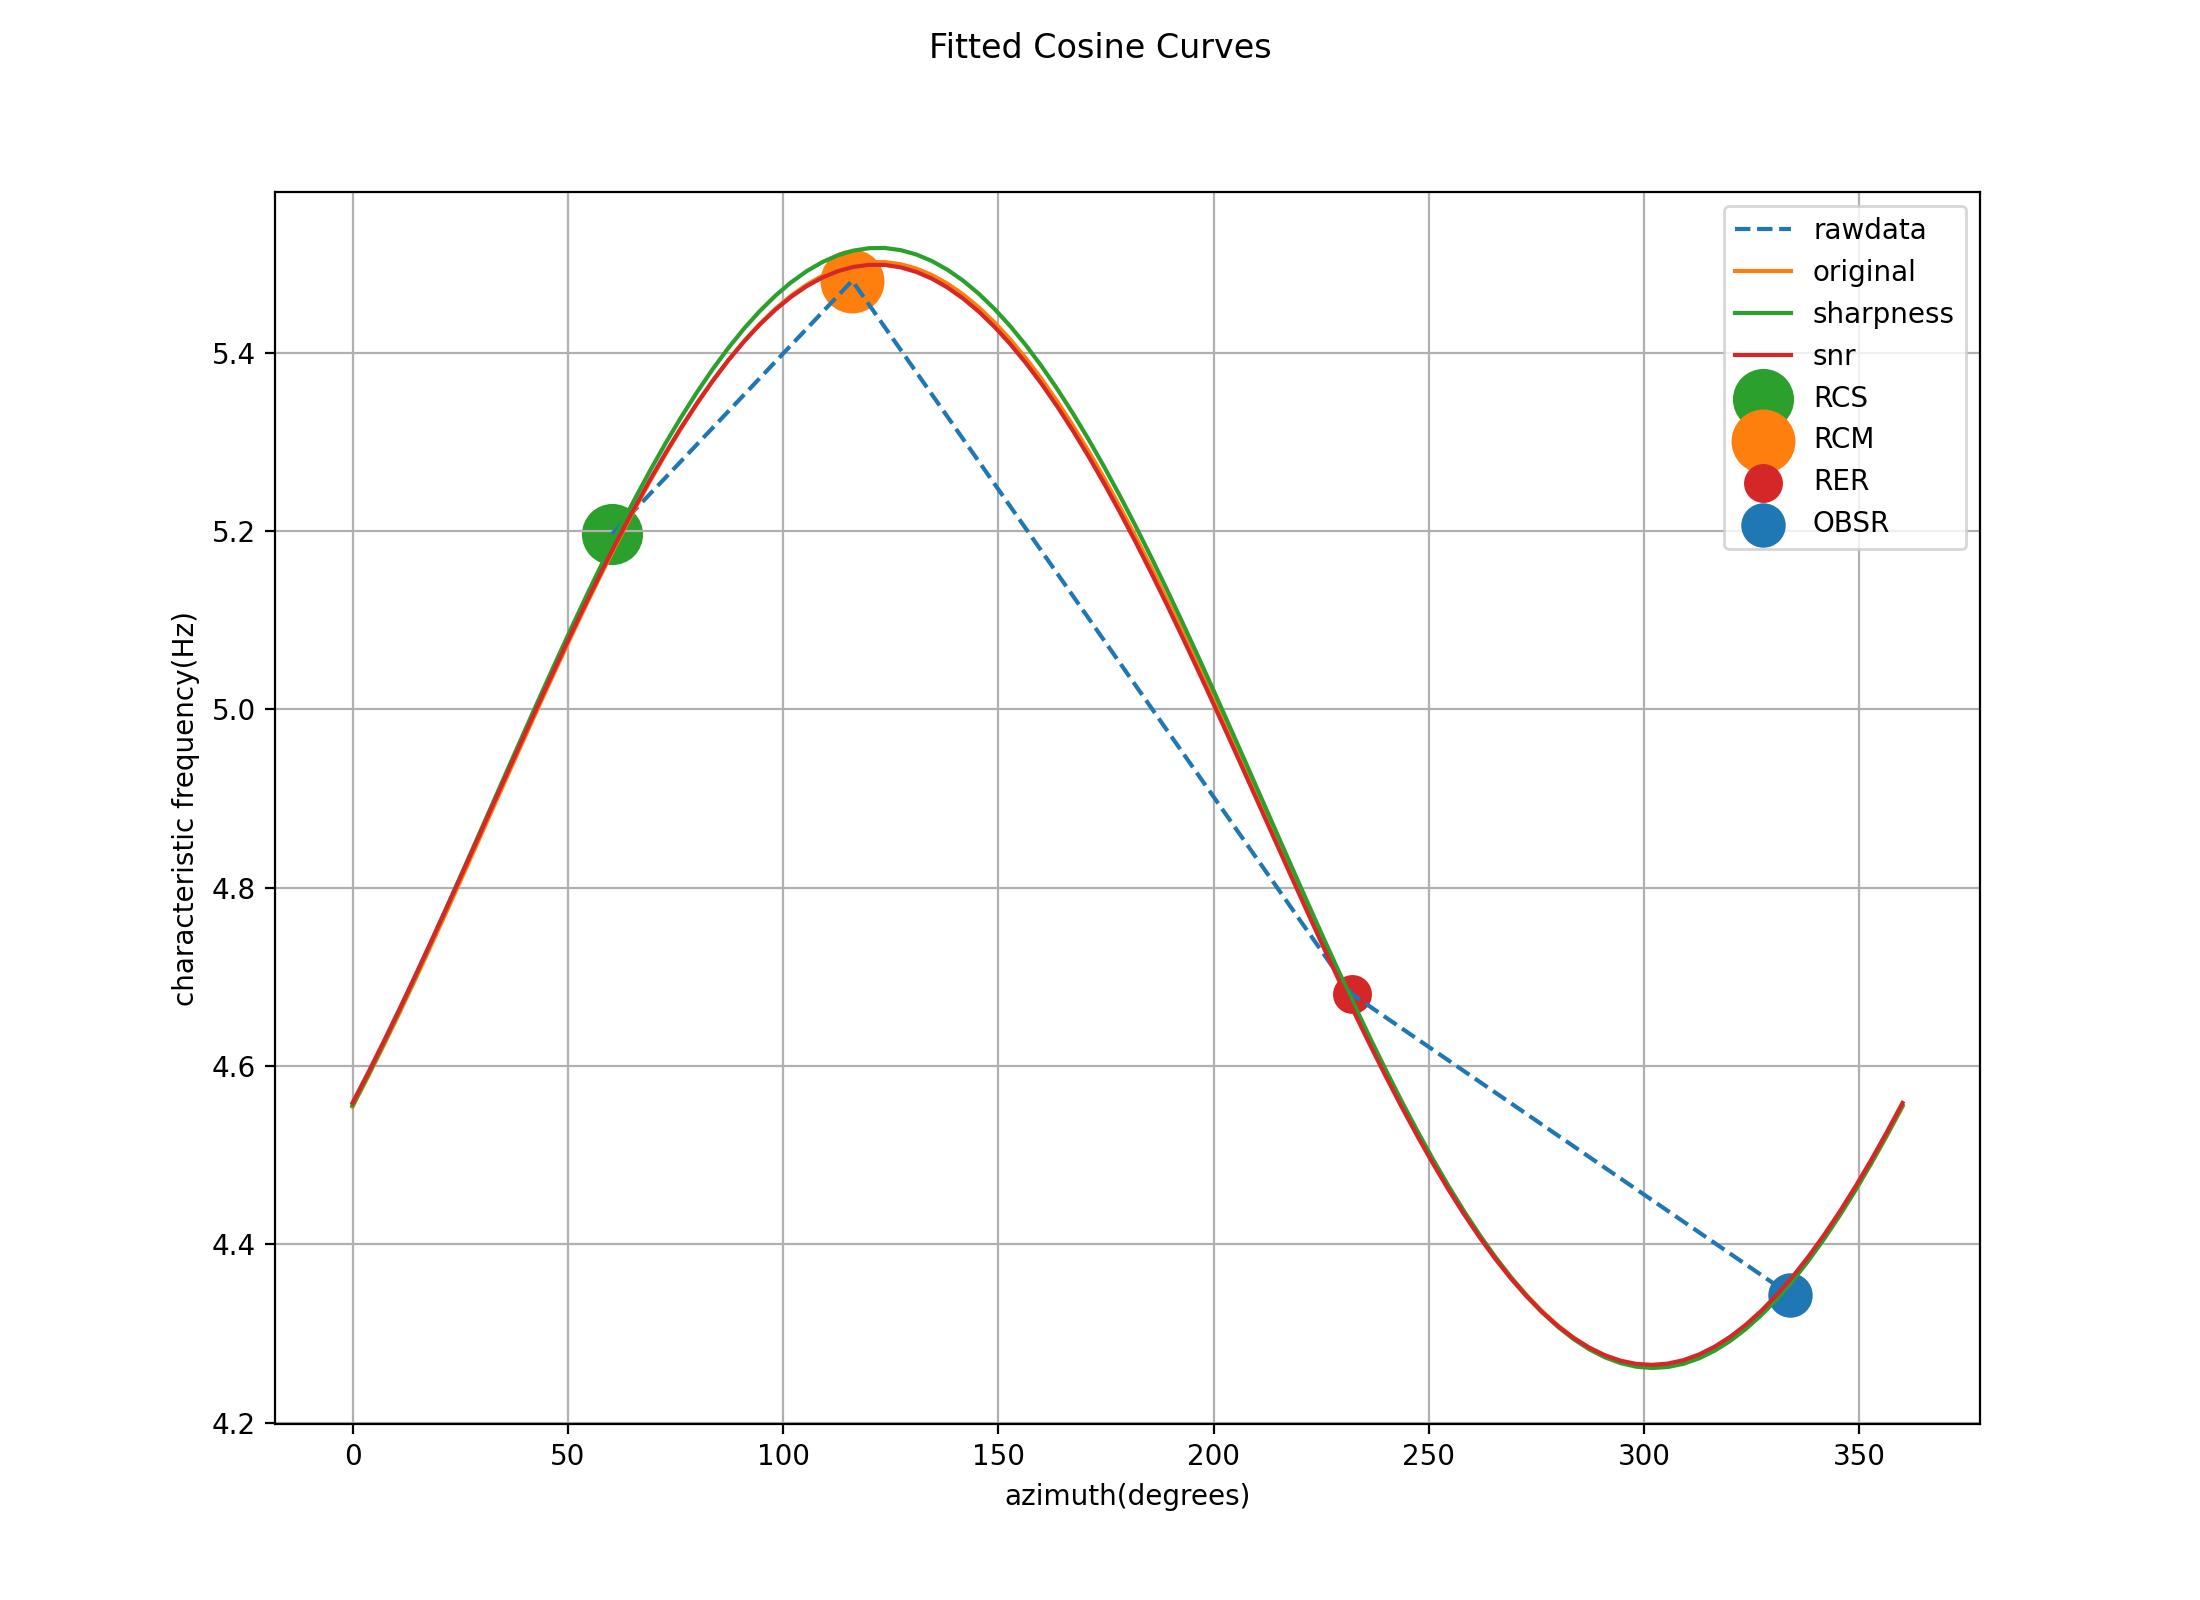 Fitted Cosine Curves
rawdata
original
sharpness
snr
RCS
RCM
RER
OBSR
characteristic frequency(Hz)
5.4
5.2
5.0
4.8
4.6
4.4
4.2
0 50 100 150 200 250 300 350
azimuth(degrees)